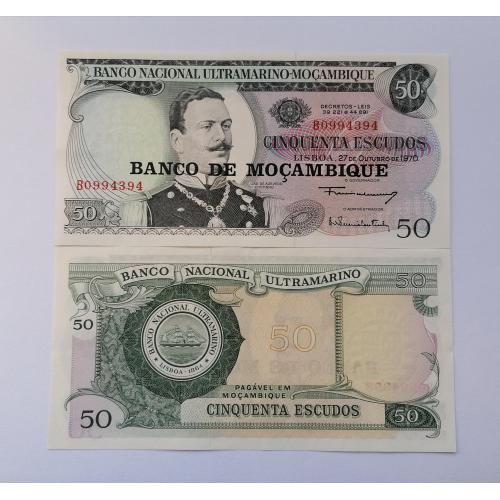 BANCO NACIONAL ULTRAMARINO-MOÇAMBIQUE
50
DECRETOS - LEIS
39 221 e 44 891
B0994394
CINQUENTA ESCUDOS
LISBOA, 27 DE OUTUBRO DE 1970
BANCO DE MOÇAMBIQUE
B0994394
O GOVERNADOR
O ADMINISTRADOR
50
50
BANCO NACIONAL ULTRAMARINO
50
50
BANCO NACIONAL ULTRAMARINO
LISBOA - 1864
50
PAGÁVEL EM
MOÇAMBIQUE
50
CINQUENTA ESCUDOS
50